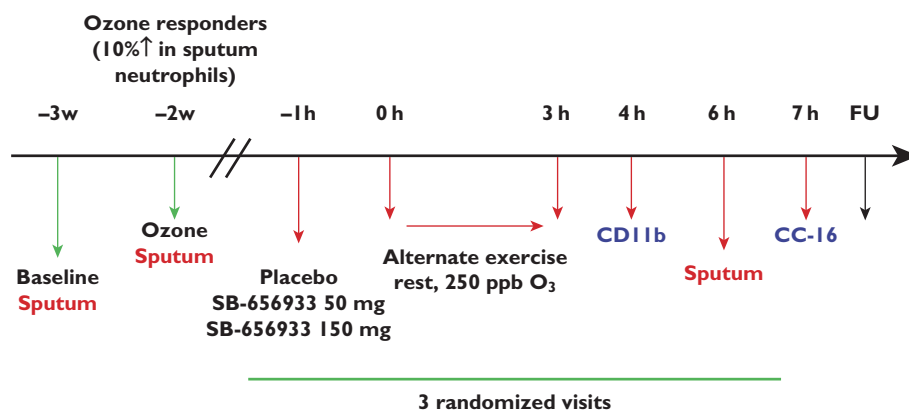 Ozone responders
(10%↑ in sputum
neutrophils)
–3w –2w –1h 0 h 3 h 4 h 6 h 7 h FU
Baseline
Sputum
Ozone
Sputum
Placebo
SB-656933 50 mg
SB-656933 150 mg
Alternate exercise
rest, 250 ppb O₃
CD11b
Sputum
CC-16
3 randomized visits